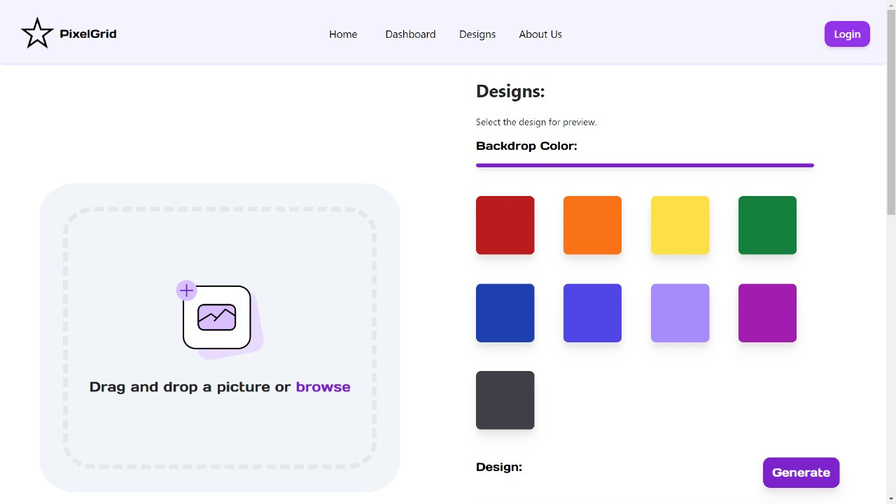 PixelGrid
Home Dashboard Designs About Us
Login
Designs:
Select the design for preview.
Backdrop Color:
Drag and drop a picture or browse
Design:
Generate